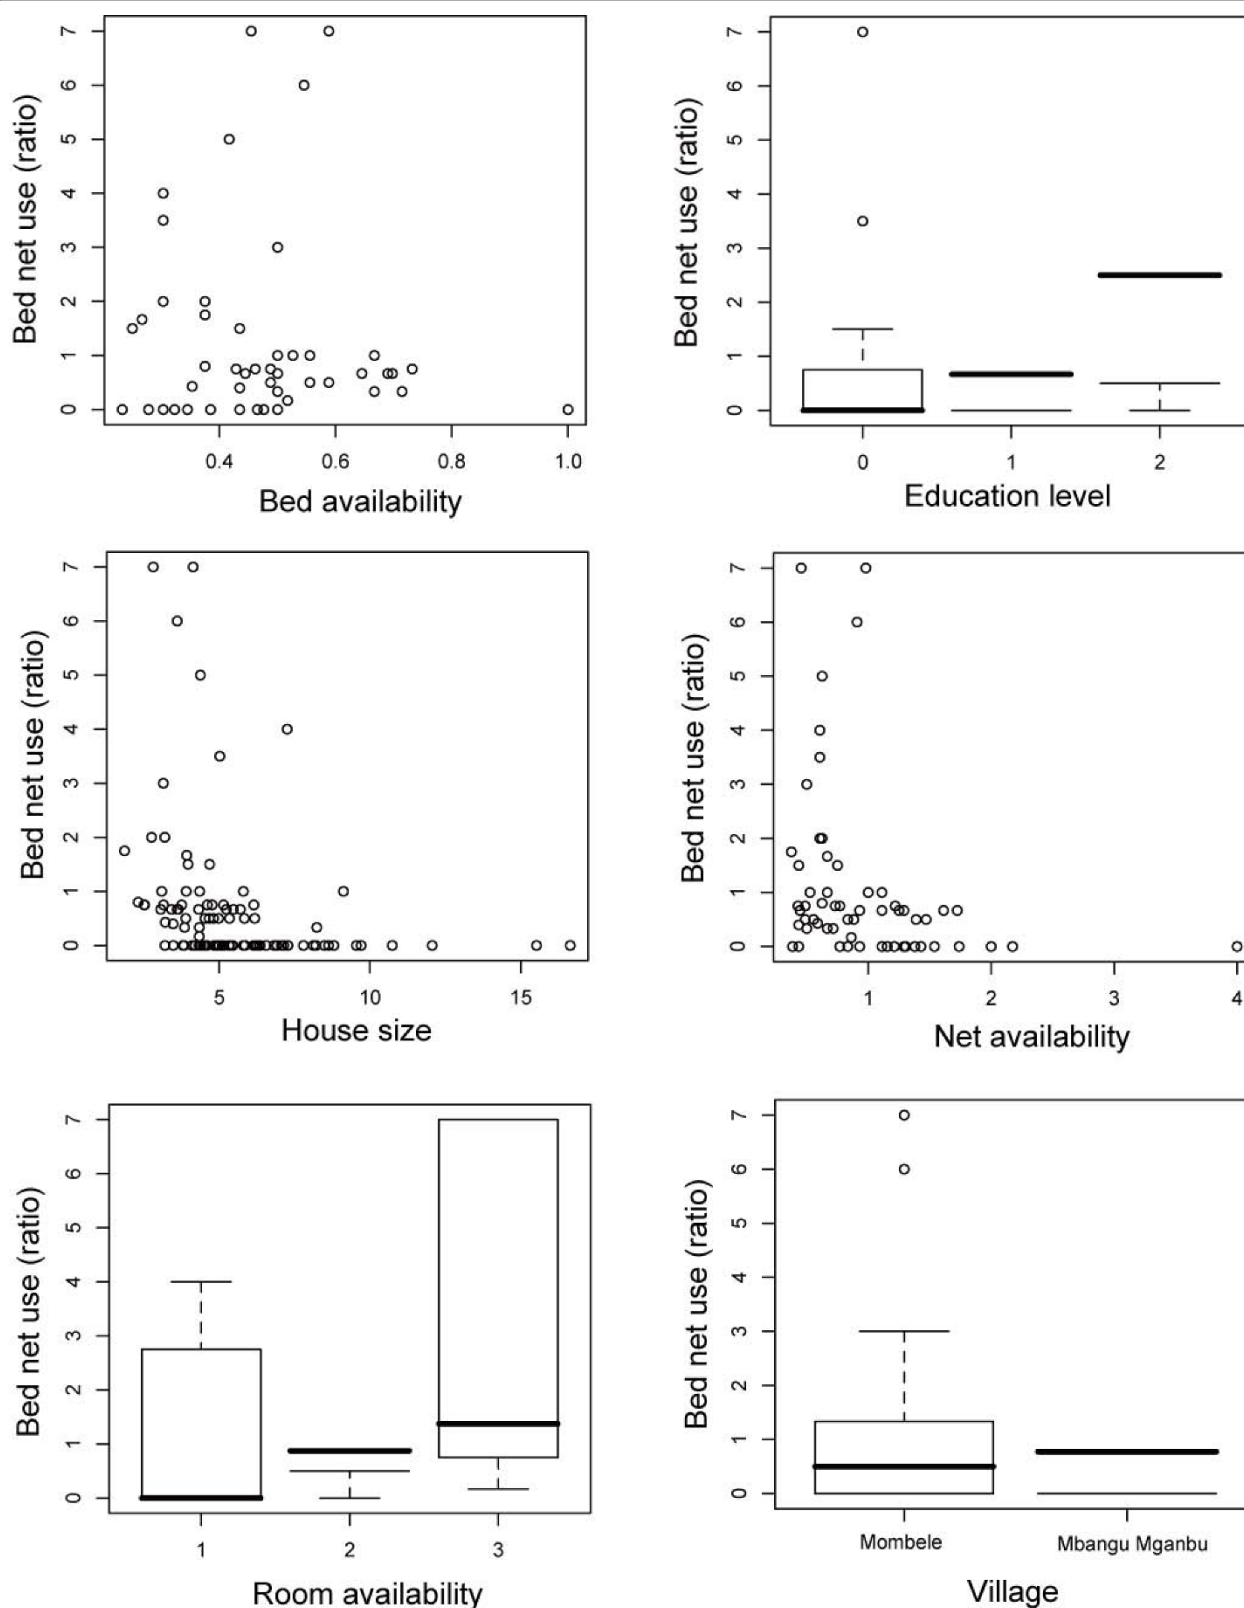 Bed net use (ratio)
7
6
5
4
3
2
1
0
0.4 0.6 0.8 1.0
Bed availability
Bed net use (ratio)
7
6
5
4
3
2
1
0
0 1 2
Education level
Bed net use (ratio)
7
6
5
4
3
2
1
0
5 10 15
House size
Bed net use (ratio)
7
6
5
4
3
2
1
0
1 2 3 4
Net availability
Bed net use (ratio)
7
6
5
4
3
2
1
0
1 2 3
Room availability
Bed net use (ratio)
7
6
5
4
3
2
1
0
Mombele Mbangu Mganbu
Village